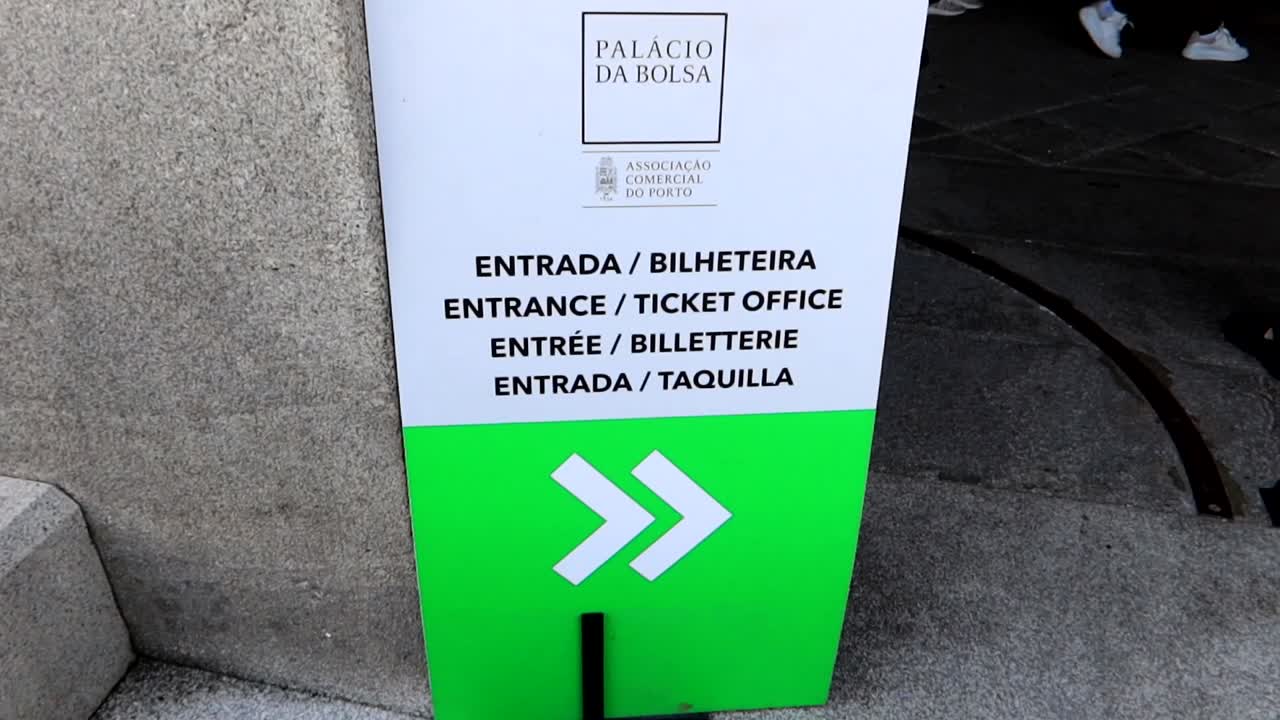 PALÁCIO
DA BOLSA
ASSOCIAÇÃO
COMERCIAL
DO PORTO
ENTRADA / BILHETEIRA
ENTRANCE / TICKET OFFICE
ENTRÉE / BILLETTERIE
ENTRADA / TAQUILLA